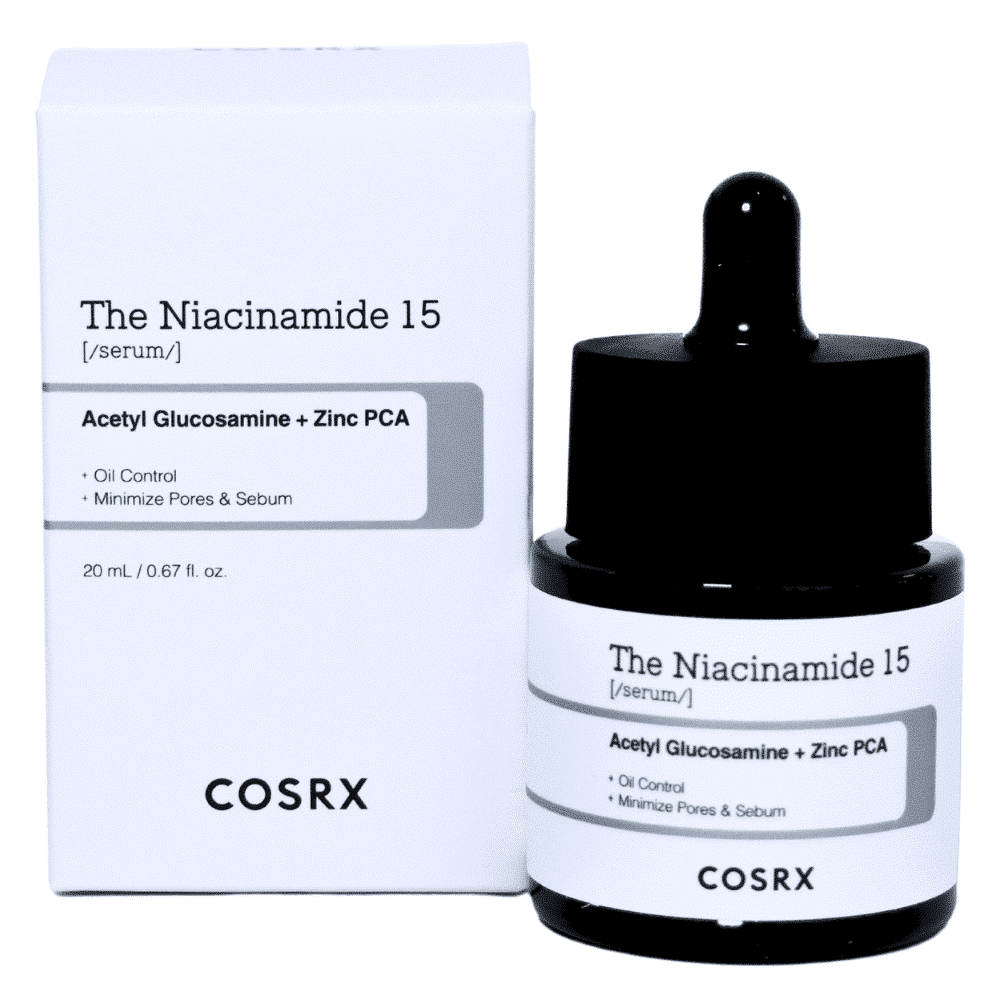 COSRX
The Niacinamide 15
[/serum/]
Acetyl Glucosamine + Zinc PCA
+ Oil Control
+ Minimize Pores & Sebum
20 mL / 0.67 fl. oz.
COSRX
The Niacinamide 15
[/serum/]
Acetyl Glucosamine + Zinc PCA
+ Oil Control
+ Minimize Pores & Sebum
COSRX